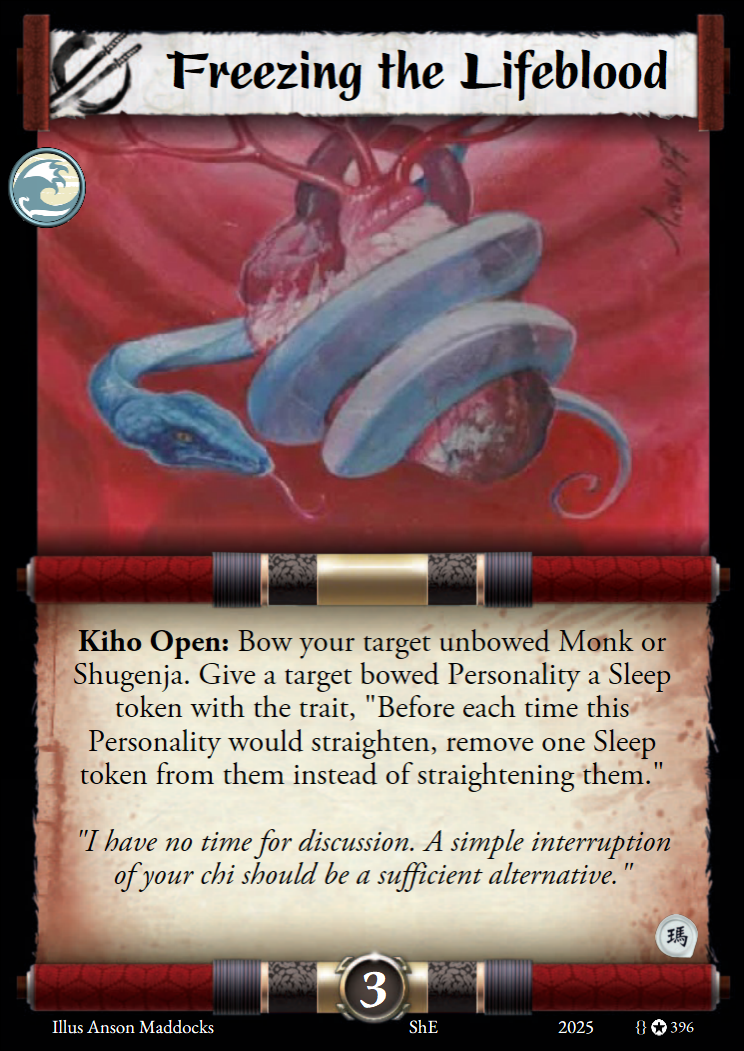 Freezing the Lifeblood
Kiho Open: Bow your target unbowed Monk or
Shugenja. Give a target bowed Personality a Sleep
token with the trait, "Before each time this
Personality would straighten, remove one Sleep
token from them instead of straightening them."
"I have no time for discussion. A simple interruption
of your chi should be a sufficient alternative."
瑪
3
Illus Anson Maddocks ShE 2025 {} 396